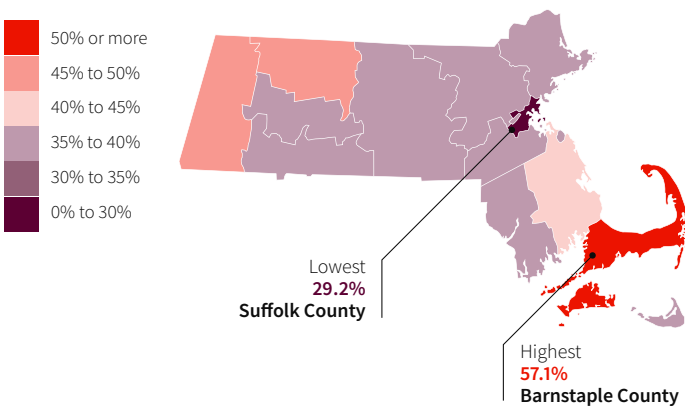 50% or more
45% to 50%
40% to 45%
35% to 40%
30% to 35%
0% to 30%
Lowest
29.2%
Suffolk County
Highest
57.1%
Barnstaple County